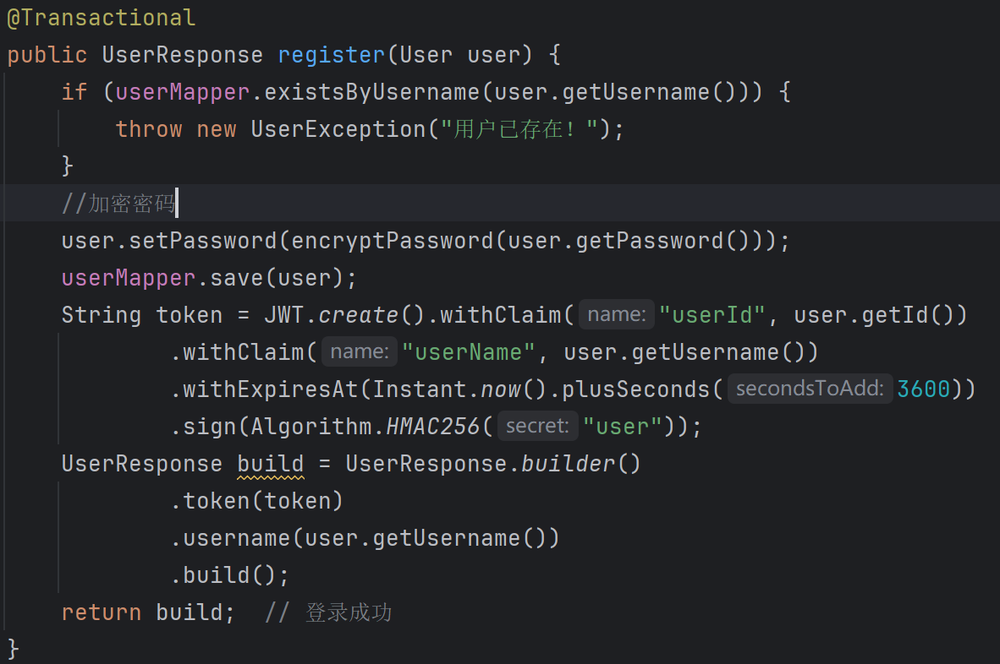 @Transactional
public UserResponse register(User user) {
if (userMapper.existsByUsername(user.getUsername())) {
throw new UserException("用户已存在！");
}
//加密密码
user.setPassword(encryptPassword(user.getPassword()));
userMapper.save(user);
String token = JWT.create().withClaim( name: "userId", user.getId())
.withClaim( name: "userName", user.getUsername())
.withExpiresAt(Instant.now().plusSeconds( secondsToAdd: 3600))
.sign(Algorithm.HMAC256( secret: "user"));
UserResponse build = UserResponse.builder()
.token(token)
.username(user.getUsername())
.build();
return build;  // 登录成功
}